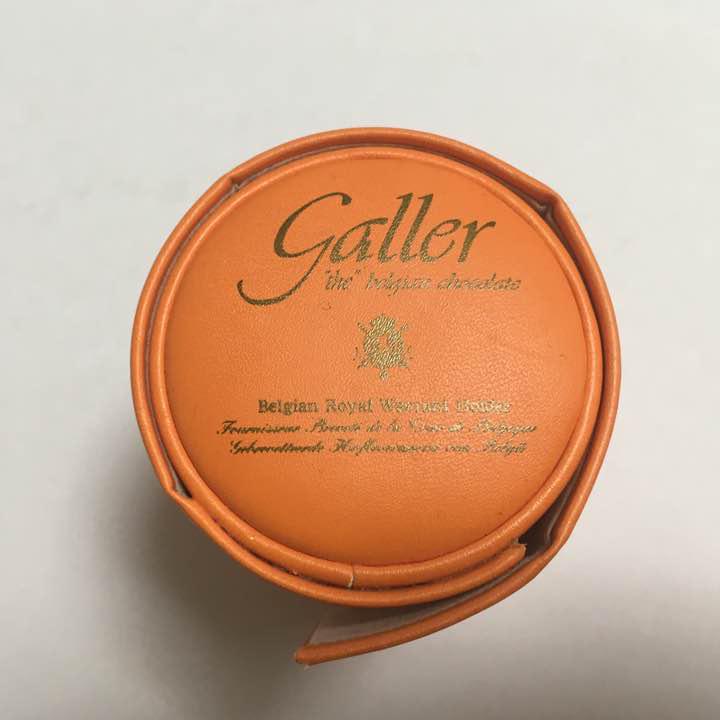 Galler
"the" belgian chocolate
Belgian Royal Warrant Holder
Fournisseur Breveté de la Cour de Belgique
Gebrevetteerde Hofleverancier van België